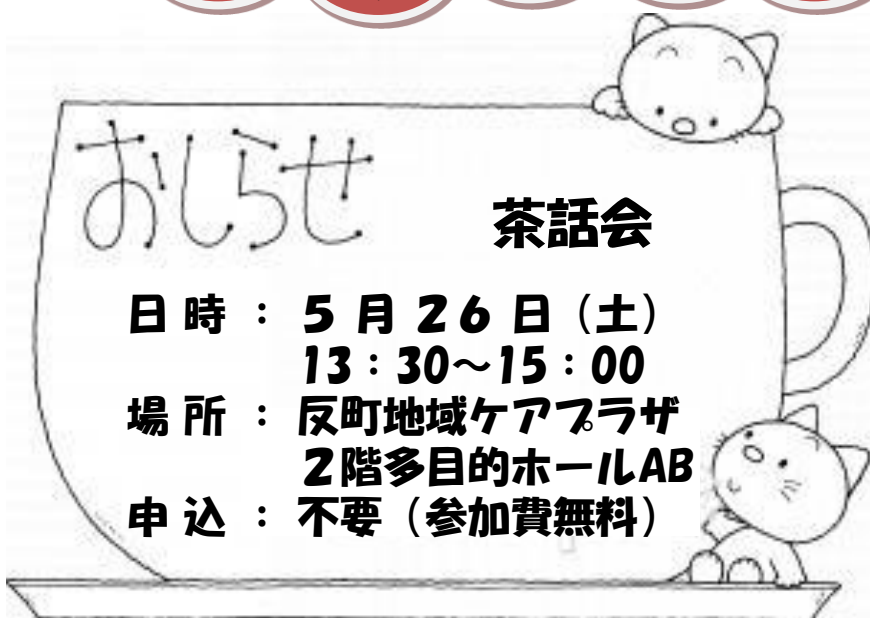 おしらせ
茶話会
日時：５月２６日（土）
13：30～15：00
場所：反町地域ケアプラザ
２階多目的ホールAB
申込：不要（参加費無料）